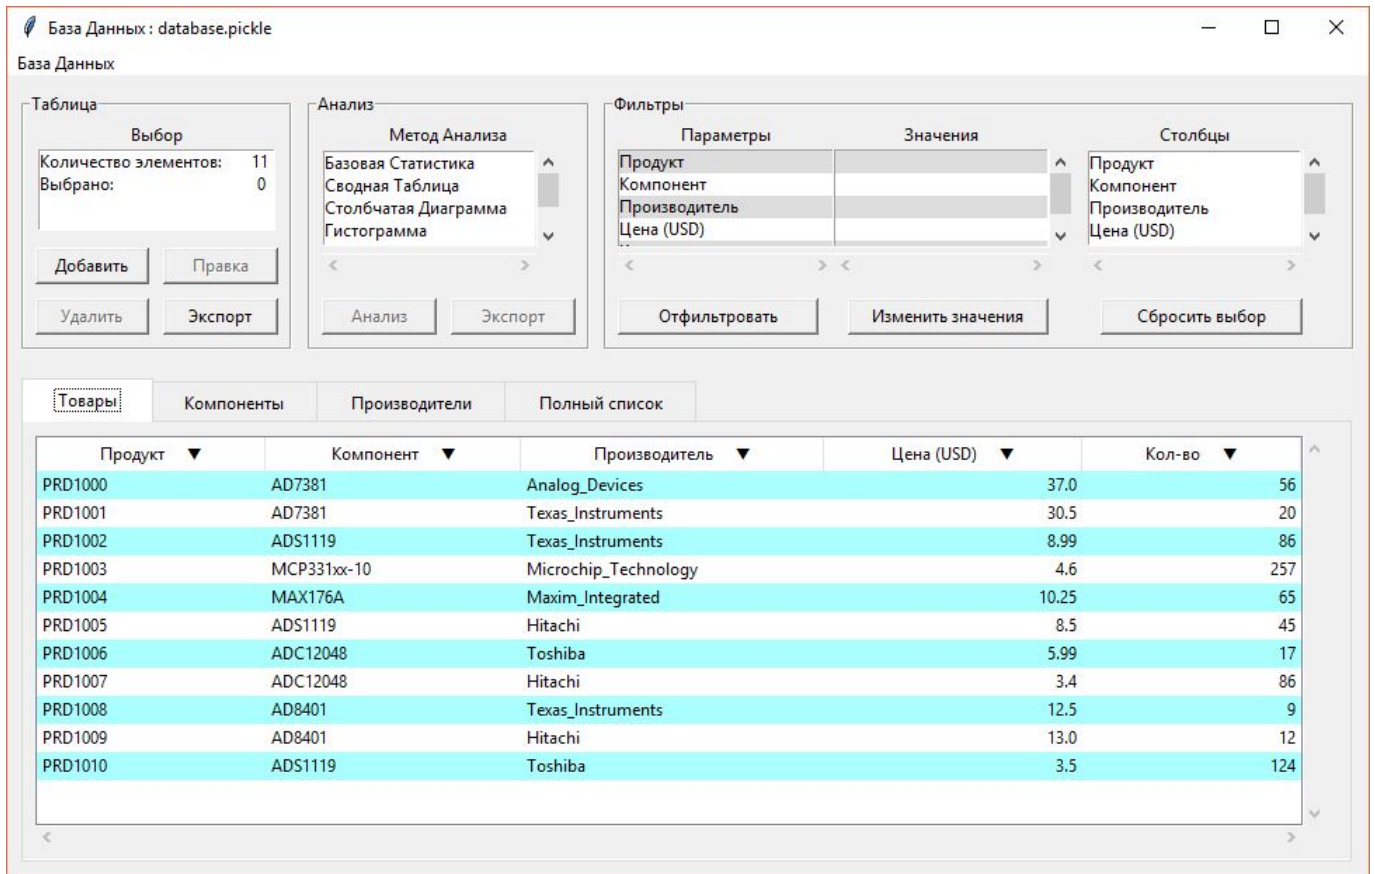 База Данных : database.pickle
База Данных
Таблица
Выбор
Количество элементов: 11
Выбрано: 0
Добавить Правка
Удалить Экспорт
Анализ
Метод Анализа
Базовая Статистика
Сводная Таблица
Столбчатая Диаграмма
Гистограмма
Анализ Экспорт
Фильтры
Параметры Значения Столбцы
Продукт Продукт
Компонент Компонент
Производитель Производитель
Цена (USD) Цена (USD)
Отфильтровать Изменить значения Сбросить выбор
Товары Компоненты Производители Полный список
Продукт ▼ Компонент ▼ Производитель ▼ Цена (USD) ▼ Кол-во ▼
PRD1000 AD7381 Analog_Devices 37.0 56
PRD1001 AD7381 Texas_Instruments 30.5 20
PRD1002 ADS1119 Texas_Instruments 8.99 86
PRD1003 MCP331xx-10 Microchip_Technology 4.6 257
PRD1004 MAX176A Maxim_Integrated 10.25 65
PRD1005 ADS1119 Hitachi 8.5 45
PRD1006 ADC12048 Toshiba 5.99 17
PRD1007 ADC12048 Hitachi 3.4 86
PRD1008 AD8401 Texas_Instruments 12.5 9
PRD1009 AD8401 Hitachi 13.0 12
PRD1010 ADS1119 Toshiba 3.5 124